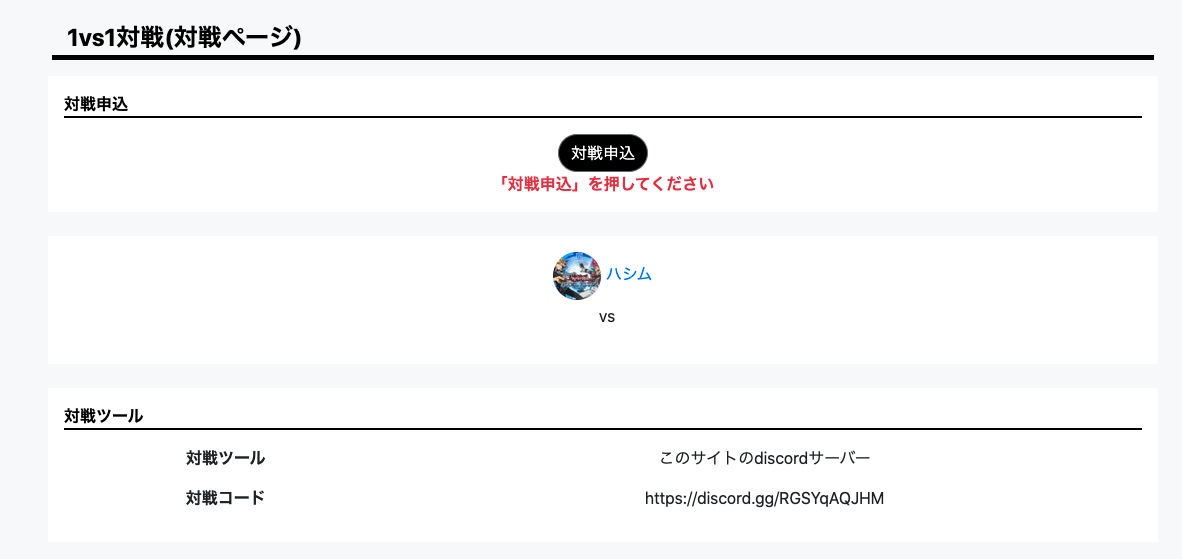 1vs1対戦(対戦ページ)
対戦申込
対戦申込
「対戦申込」を押してください
ハシム
vs
対戦ツール
対戦ツール このサイトのdiscordサーバー
対戦コード https://discord.gg/RGSYqAQJHM